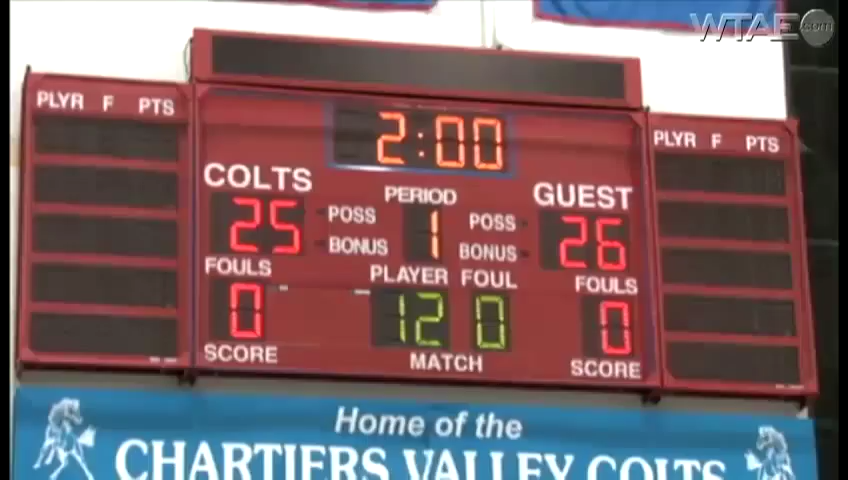 WTAE.com
PLYR F PTS
2:00
PLYR F PTS
COLTS PERIOD GUEST
25 POSS 1 POSS 26
BONUS BONUS
FOULS PLAYER FOUL FOULS
0 12 0 0
SCORE MATCH SCORE
Home of the
CHARTIERS VALLEY COLTS